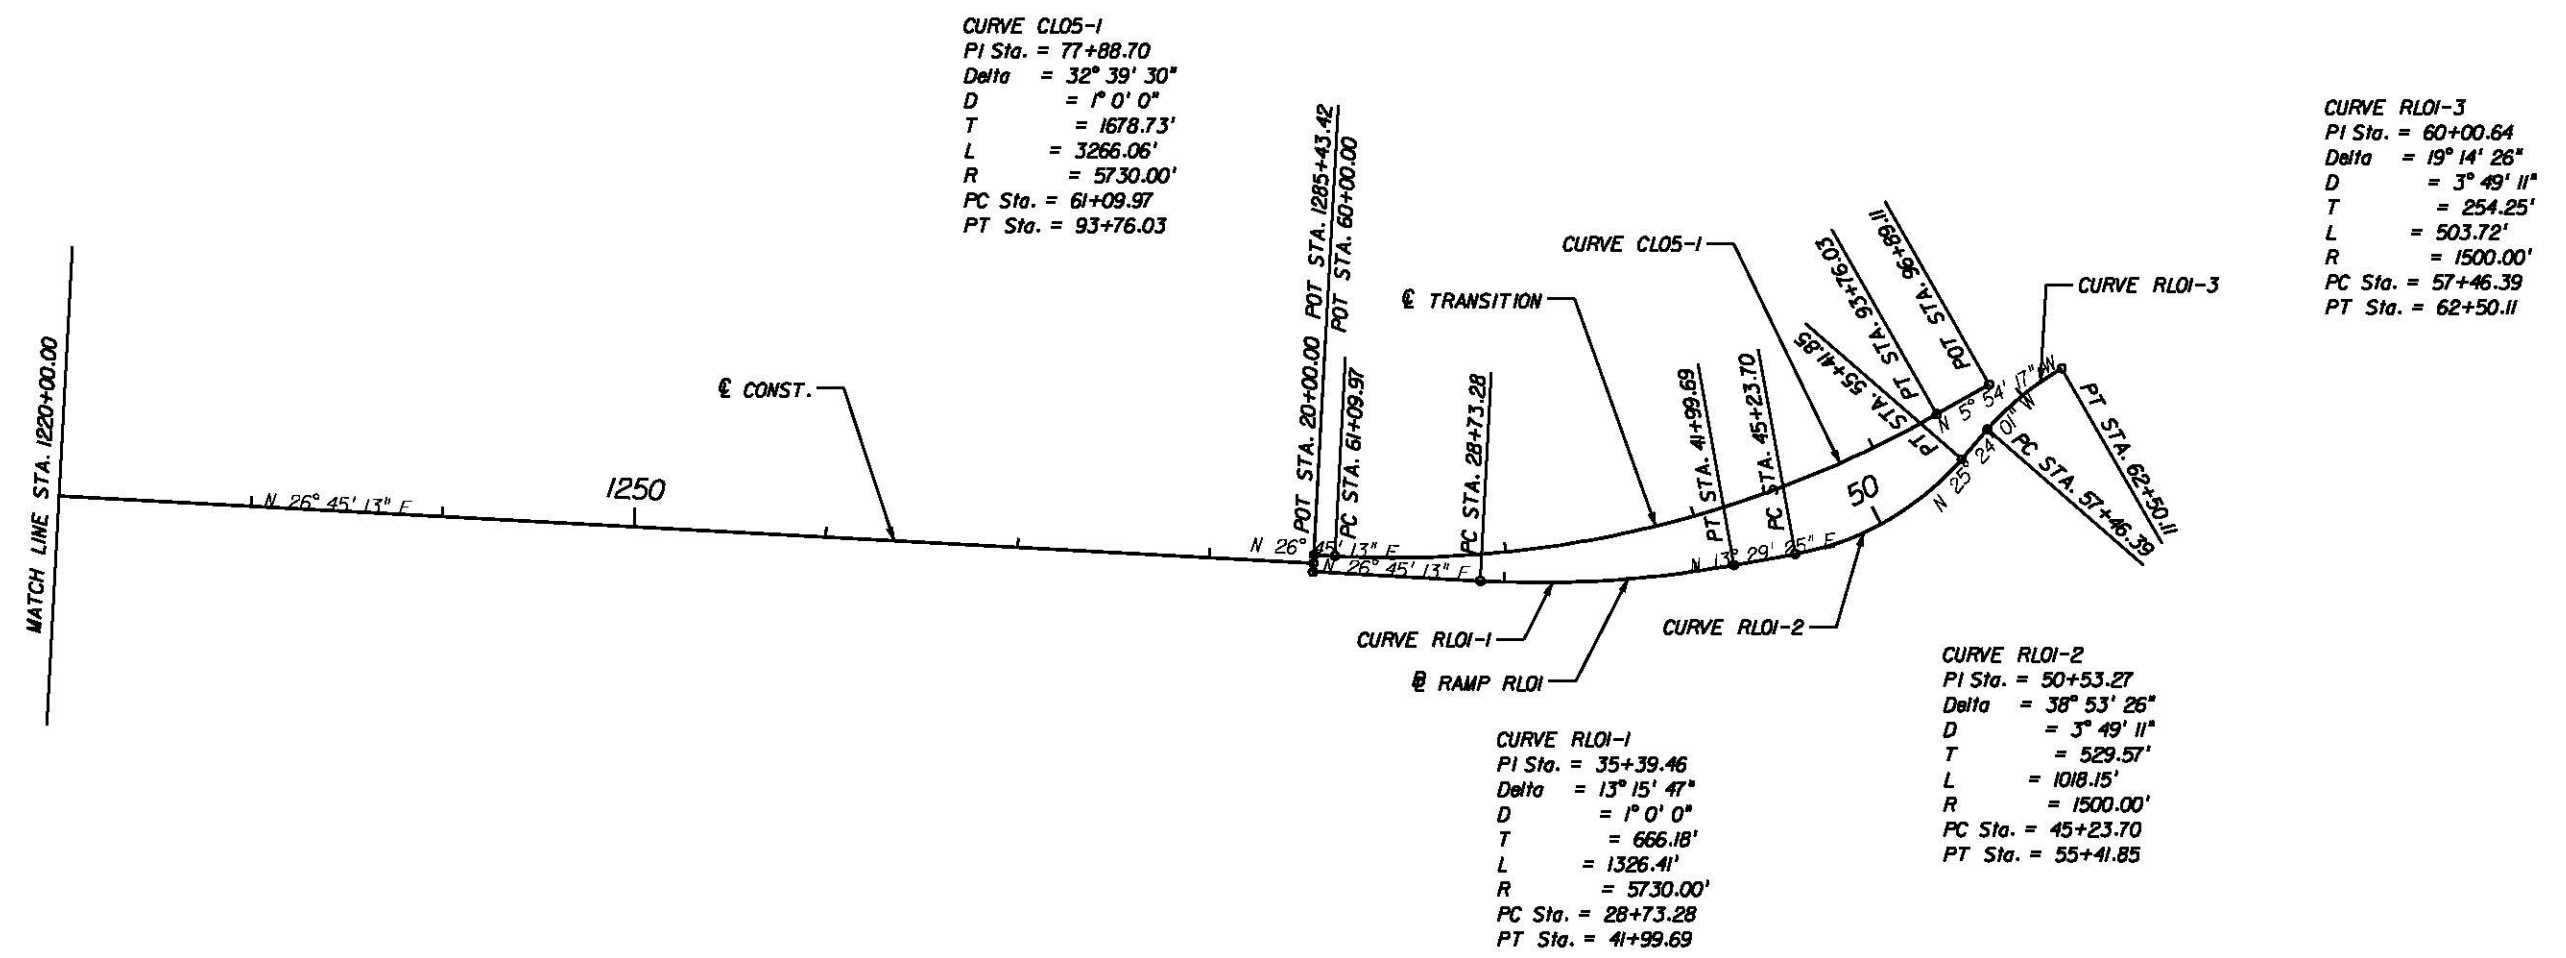 CURVE CL05-1
PI Sta. = 77+88.70
Delta = 32° 39' 30"
D = 1° 0' 0"
T = 1678.73'
L = 3266.06'
R = 5730.00'
PC Sta. = 61+09.97
PT Sta. = 93+76.03
CURVE RL01-3
PI Sta. = 60+00.64
Delta = 19° 14' 26"
D = 3° 49' 11"
T = 254.25'
L = 503.72'
R = 1500.00'
PC Sta. = 57+46.39
PT Sta. = 62+50.11
MATCH LINE STA. 1220+00.00
N 26° 45' 13" E
1250
℄ CONST.
POT STA. 20+00.00 POT STA. 1285+43.42
POT STA. 60+00.00
PC STA. 61+09.97
N 26° 45' 13" E
N 26° 45' 13" E
PC STA. 28+73.28
℄ TRANSITION
CURVE CL05-1
PT STA. 41+99.69
PC STA. 45+23.70
N 13° 29' 25" E
50
PT STA. 55+41.85
PT STA. 93+76.03
POT STA. 96+89.11
N 5° 54' 17" W
N 25° 24' 01" W
CURVE RL01-3
PT STA. 62+50.11
PC STA. 57+46.39
CURVE RL01-1
℄ RAMP RL01
CURVE RL01-2
CURVE RL01-1
PI Sta. = 35+39.46
Delta = 13° 15' 47"
D = 1° 0' 0"
T = 666.18'
L = 1326.41'
R = 5730.00'
PC Sta. = 28+73.28
PT Sta. = 41+99.69
CURVE RL01-2
PI Sta. = 50+53.27
Delta = 38° 53' 26"
D = 3° 49' 11"
T = 529.57'
L = 1018.15'
R = 1500.00'
PC Sta. = 45+23.70
PT Sta. = 55+41.85